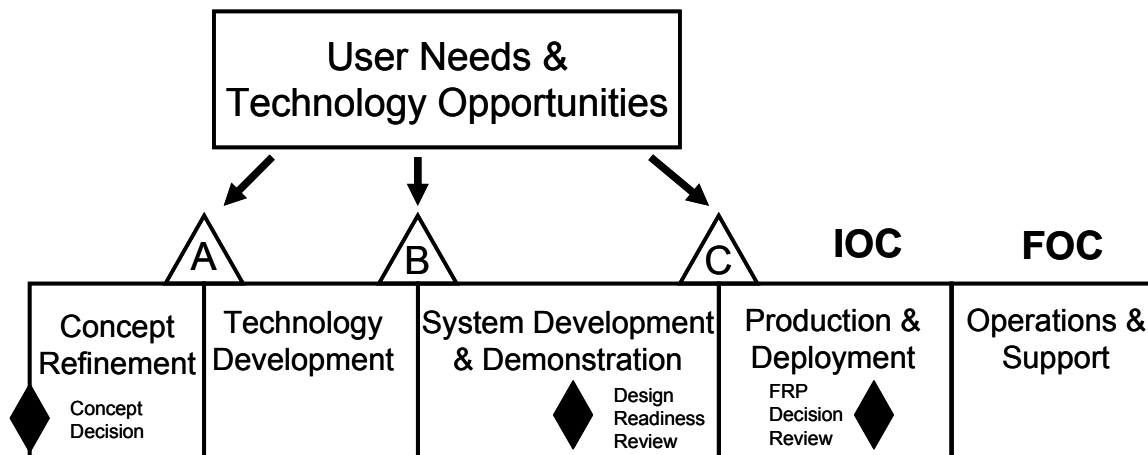 User Needs &
Technology Opportunities
A
B
C
IOC
FOC
Concept
Refinement
Technology
Development
System Development
& Demonstration
Production &
Deployment
Operations &
Support
Concept
Decision
Design
Readiness
Review
FRP
Decision
Review